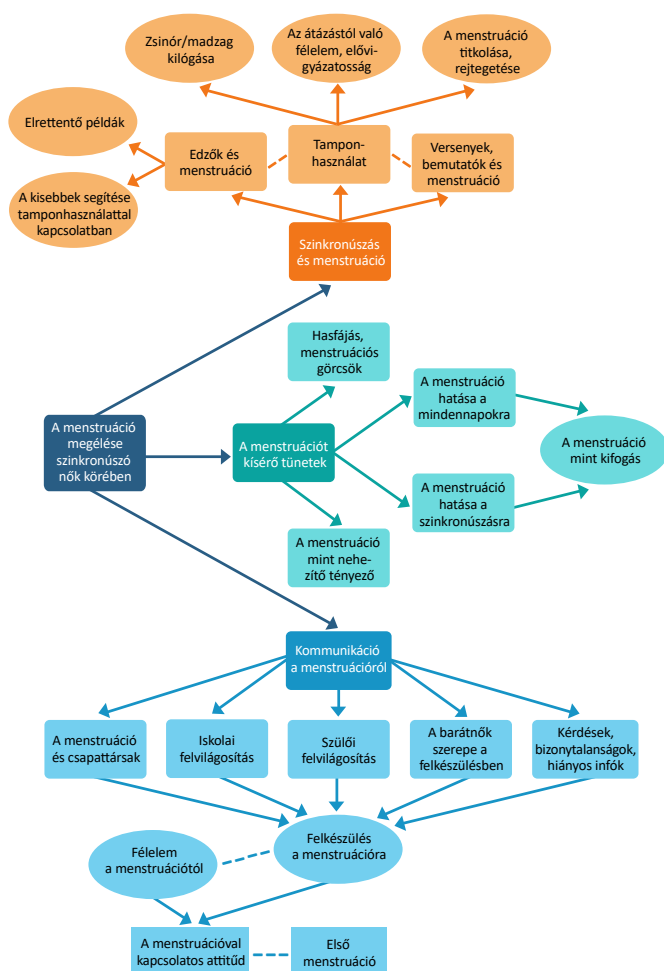 Zsinór/madzag
kilógása
Az átázástól való
félelem, elővi-
gyázatosság
A menstruáció
titkolása,
rejtegetése
Elrettentő példák
Edzők és
menstruáció
Tampon-
használat
Versenyek,
bemutatók és
menstruáció
A kisebbek segítése
tamponhasználattal
kapcsolatban
Szinkronúszás
és menstruáció
Hasfájás,
menstruációs
görcsök
A menstruáció
hatása a
mindennapokra
A menstruáció
megélése
szinkronúszó
nők körében
A menstruációt
kísérő tünetek
A menstruáció
mint kifogás
A menstruáció
hatása a
szinkronúszásra
A menstruáció
mint nehe-
zítő tényező
Kommunikáció
a menstruációról
A menstruáció
és csapattársak
Iskolai
felvilágosítás
Szülői
felvilágosítás
A barátnők
szerepe a
felkészülésben
Kérdések,
bizonytalanságok,
hiányos infók
Félelem
a menstruációtól
Felkészülés
a menstruációra
A menstruációval
kapcsolatos attitűd
Első
menstruáció